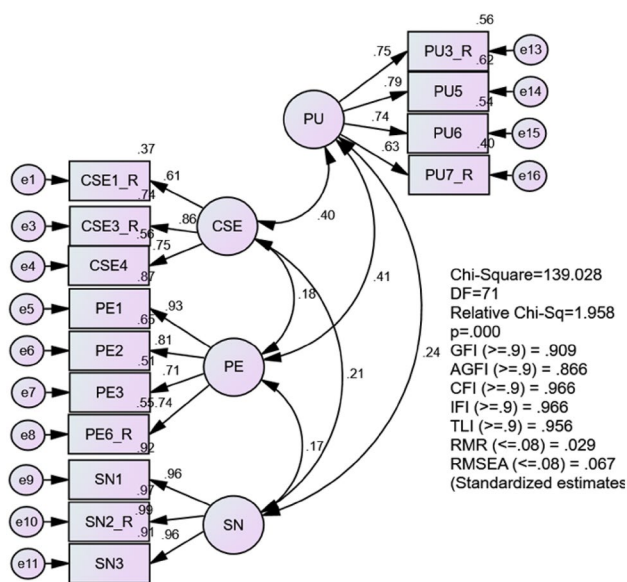 .56
.75
PU3_R
e13
.62
.79
PU5
e14
.54
PU
.74
PU6
e15
.40
.63
PU7_R
e16
.37
e1
CSE1_R
.61
.74
e3
CSE3_R
.86
CSE
.40
.56
e4
CSE4
.75
.87
e5
PE1
.93
.18
.41
.65
e6
PE2
.81
PE
.24
.51
e7
PE3
.71
.21
.55
.74
e8
PE6_R
.17
.92
e9
SN1
.96
.97
e10
SN2_R
.99
SN
.91
.96
e11
SN3
Chi-Square=139.028
DF=71
Relative Chi-Sq=1.958
p=.000
GFI (>=.9) = .909
AGFI (>=.9) = .866
CFI (>=.9) = .966
IFI (>=.9) = .966
TLI (>=.9) = .956
RMR (<=.08) = .029
RMSEA (<=.08) = .067
(Standardized estimates